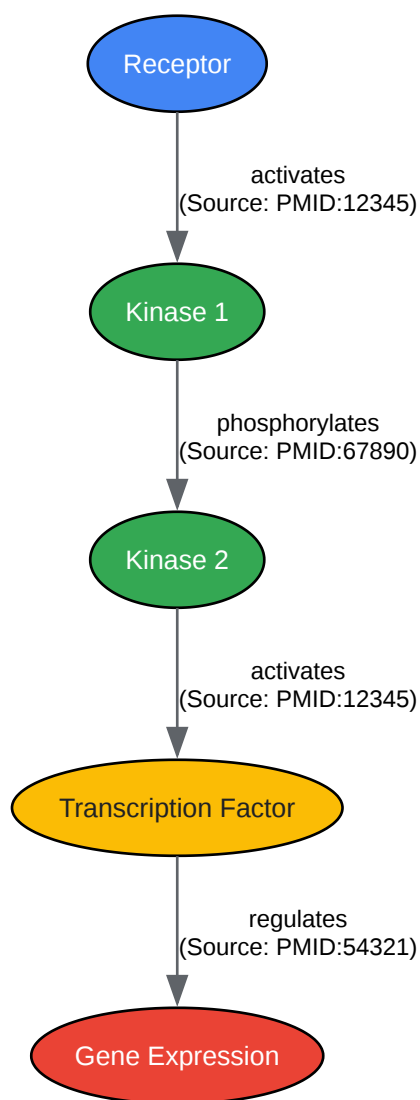 Receptor
activates
(Source: PMID:12345)
Kinase 1
phosphorylates
(Source: PMID:67890)
Kinase 2
activates
(Source: PMID:12345)
Transcription Factor
regulates
(Source: PMID:54321)
Gene Expression